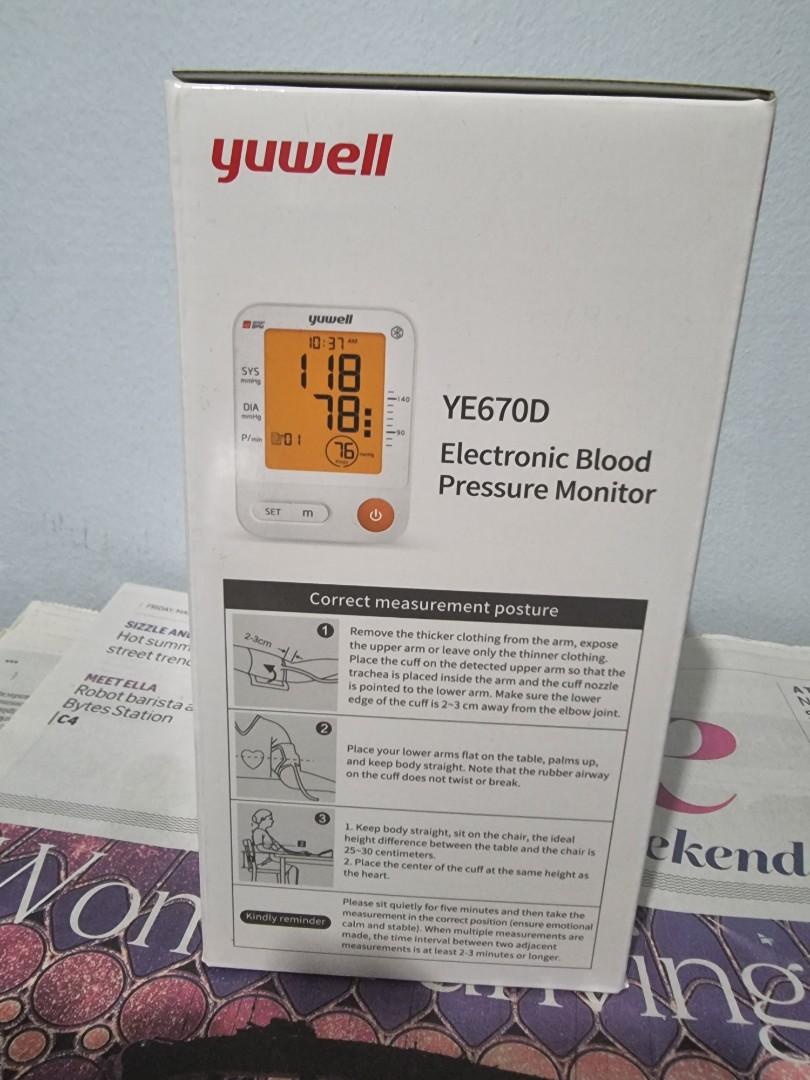 yuwell
yuwell
10:37 AM
SYS
mmHg
118
DIA
mmHg
78
140
90
P/min
01
76
SET m
YE670D
Electronic Blood
Pressure Monitor
Correct measurement posture
2-3cm
1
Remove the thicker clothing from the arm, expose
the upper arm or leave only the thinner clothing.
Place the cuff on the detected upper arm so that the
trachea is placed inside the arm and the cuff nozzle
is pointed to the lower arm. Make sure the lower
edge of the cuff is 2~3 cm away from the elbow joint.
2
Place your lower arms flat on the table, palms up,
and keep body straight. Note that the rubber airway
on the cuff does not twist or break.
3
1. Keep body straight, sit on the chair, the ideal
height difference between the table and the chair is
25~30 centimeters.
2. Place the center of the cuff at the same height as
the heart.
Kindly reminder
Please sit quietly for five minutes and then take the
measurement in the correct position (ensure emotional
calm and stable). When multiple measurements are
made, the time interval between two adjacent
measurements is at least 2-3 minutes or longer.
FRIDAY,
SIZZLE AN
Hot summ
street tren
MEET ELLA
Robot barista a
Bytes Station
|C4
e
ekend
Won
iving